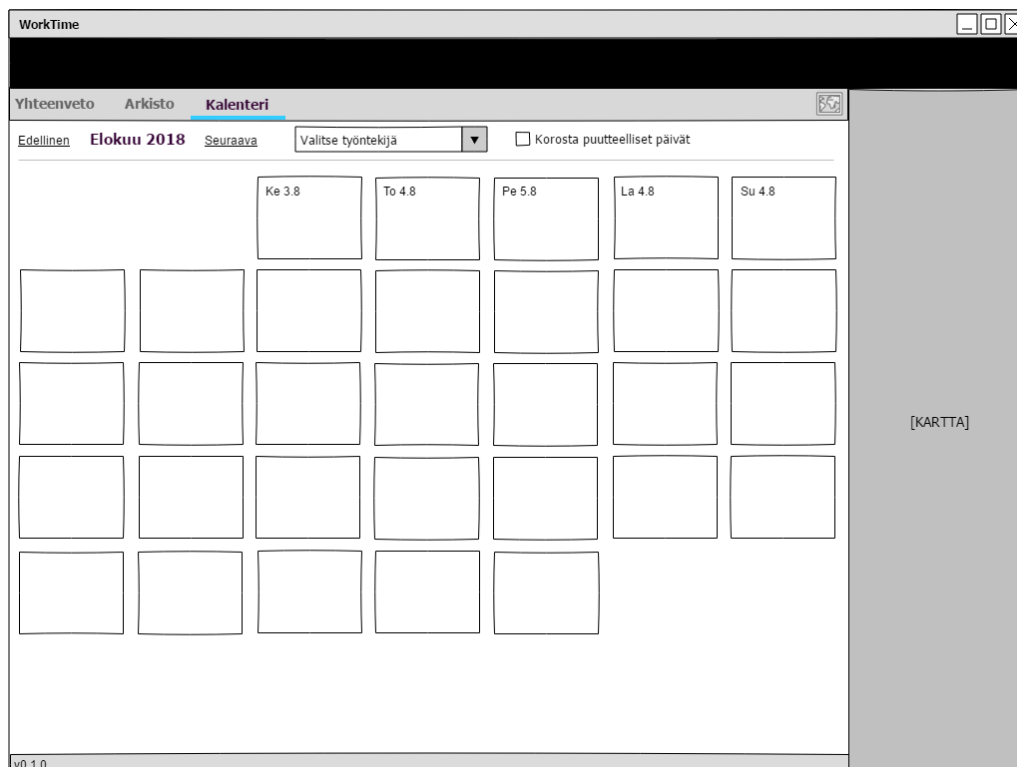 WorkTime
Yhteenveto Arkisto Kalenteri
Edellinen Elokuu 2018 Seuraava Valitse työntekijä Korosta puutteelliset päivät
Ke 3.8 To 4.8 Pe 5.8 La 4.8 Su 4.8
[KARTTA]
v0.1.0